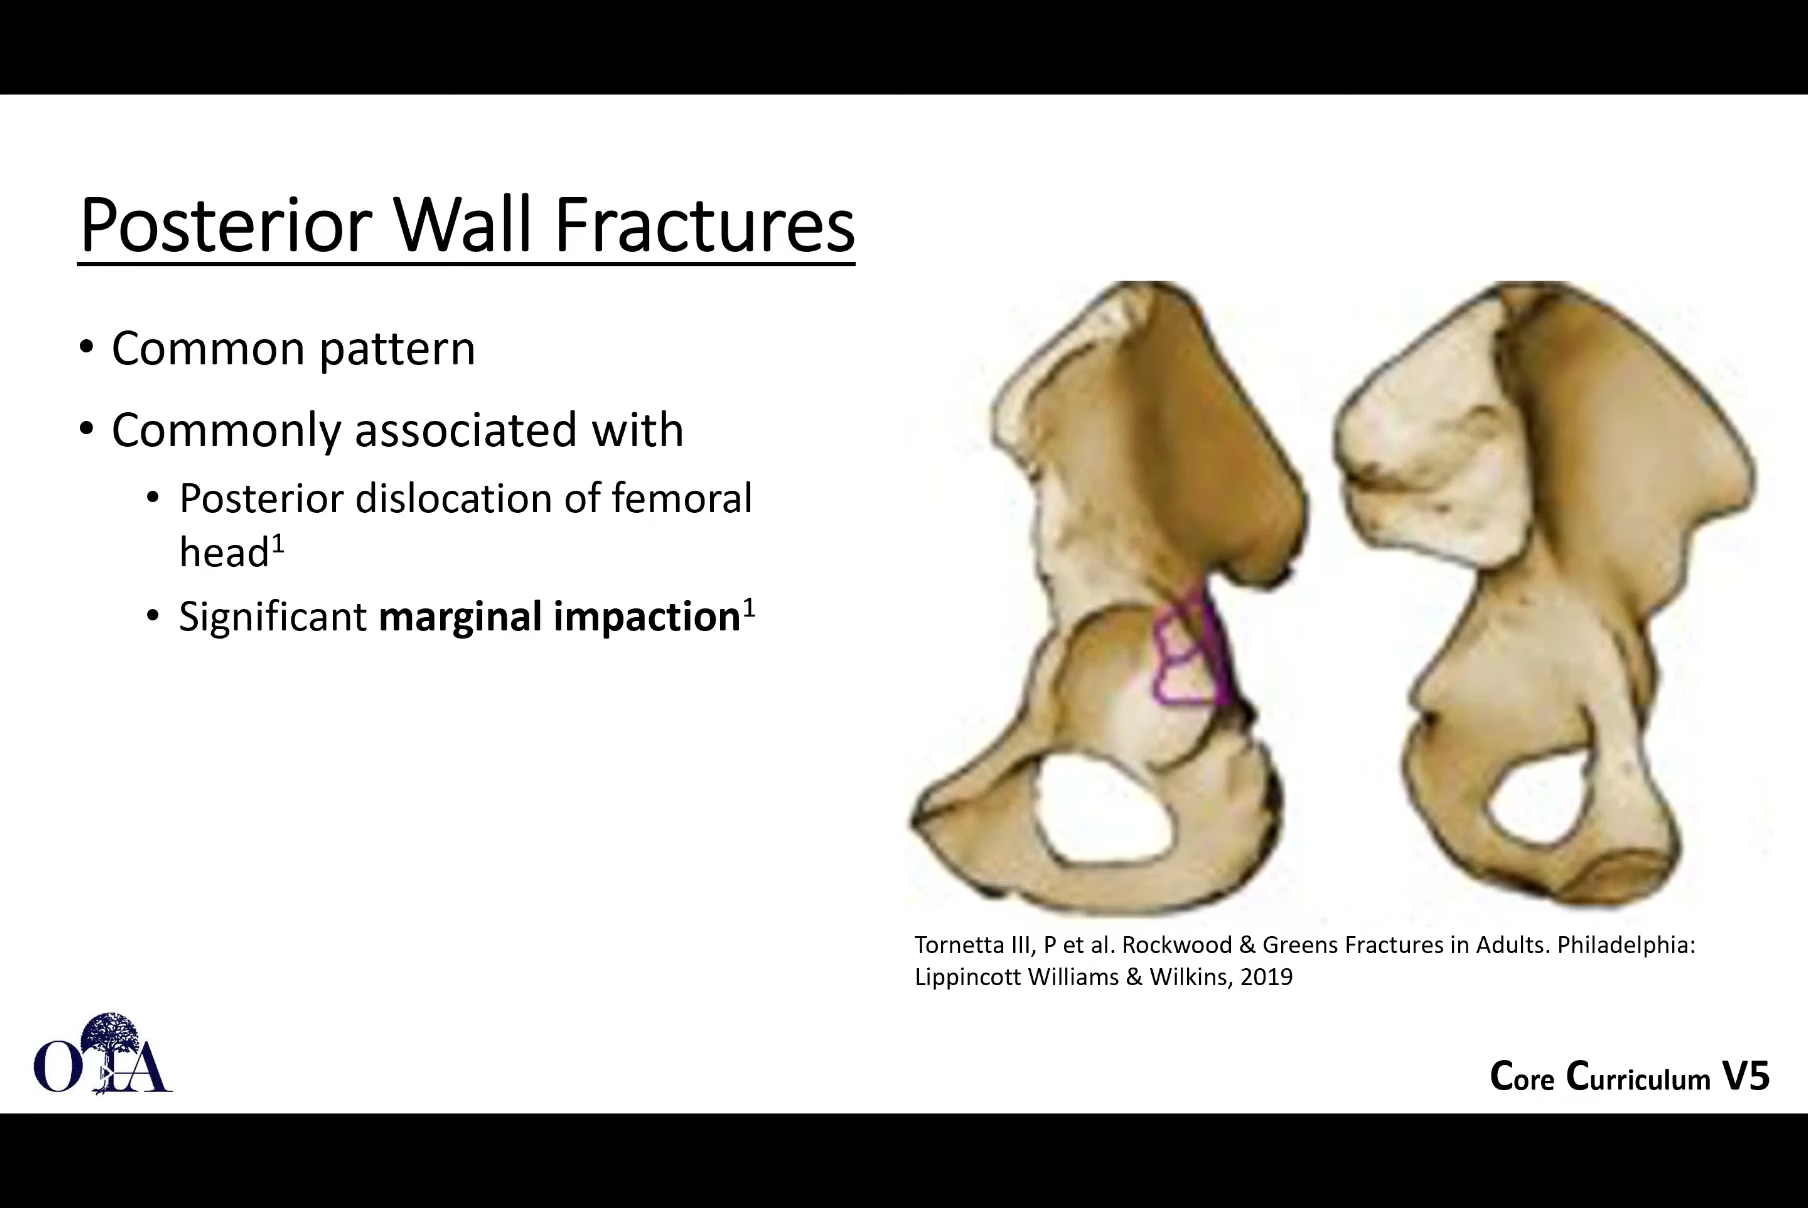 Posterior Wall Fractures
• Common pattern
• Commonly associated with
• Posterior dislocation of femoral
head¹
• Significant marginal impaction¹
Tornetta III, P et al. Rockwood & Greens Fractures in Adults. Philadelphia:
Lippincott Williams & Wilkins, 2019
OTA
Core Curriculum V5